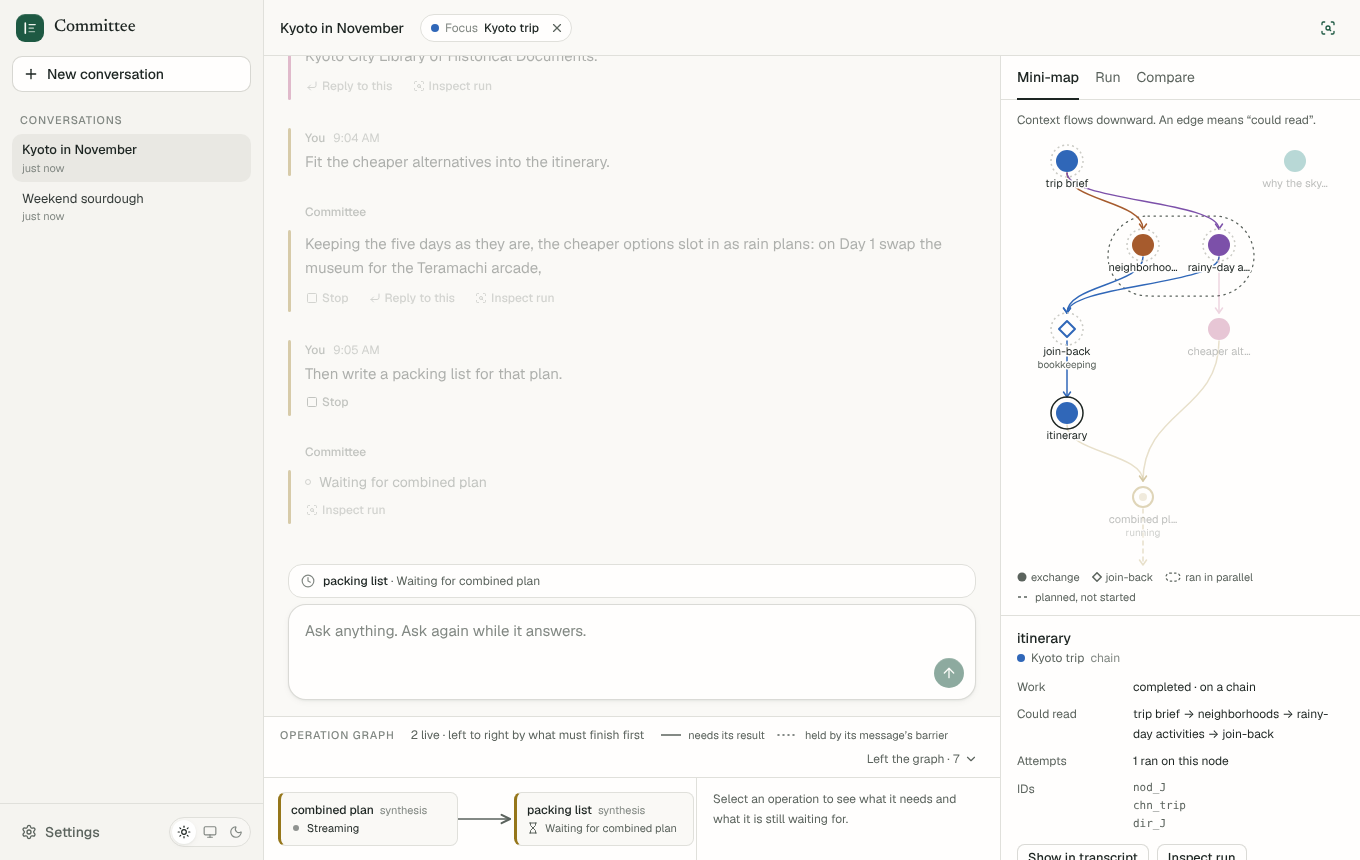 Committee
New conversation
CONVERSATIONS
Kyoto in November
just now
Weekend sourdough
just now
Settings
Kyoto in November
Focus Kyoto trip
Kyoto City Library of Historical Documents.
Reply to this
Inspect run
You 9:04 AM
Fit the cheaper alternatives into the itinerary.
Committee
Keeping the five days as they are, the cheaper options slot in as rain plans: on Day 1 swap the
museum for the Teramachi arcade,
Stop
Reply to this
Inspect run
You 9:05 AM
Then write a packing list for that plan.
Stop
Committee
Waiting for combined plan
Inspect run
packing list · Waiting for combined plan
Ask anything. Ask again while it answers.
OPERATION GRAPH
2 live · left to right by what must finish first
needs its result
held by its message's barrier
Left the graph · 7
combined plan synthesis
Streaming
packing list synthesis
Waiting for combined plan
Select an operation to see what it needs and
what it is still waiting for.
Mini-map
Run
Compare
Context flows downward. An edge means “could read”.
trip brief
why the sky…
neighborhoo…
rainy-day a…
join-back
bookkeeping
cheaper alt…
itinerary
combined pl…
running
exchange
join-back
ran in parallel
planned, not started
itinerary
Kyoto trip chain
Work
completed · on a chain
Could read
trip brief → neighborhoods → rainy-
day activities → join-back
Attempts
1 ran on this node
IDs
nod_J
chn_trip
dir_J
Show in transcript
Inspect run